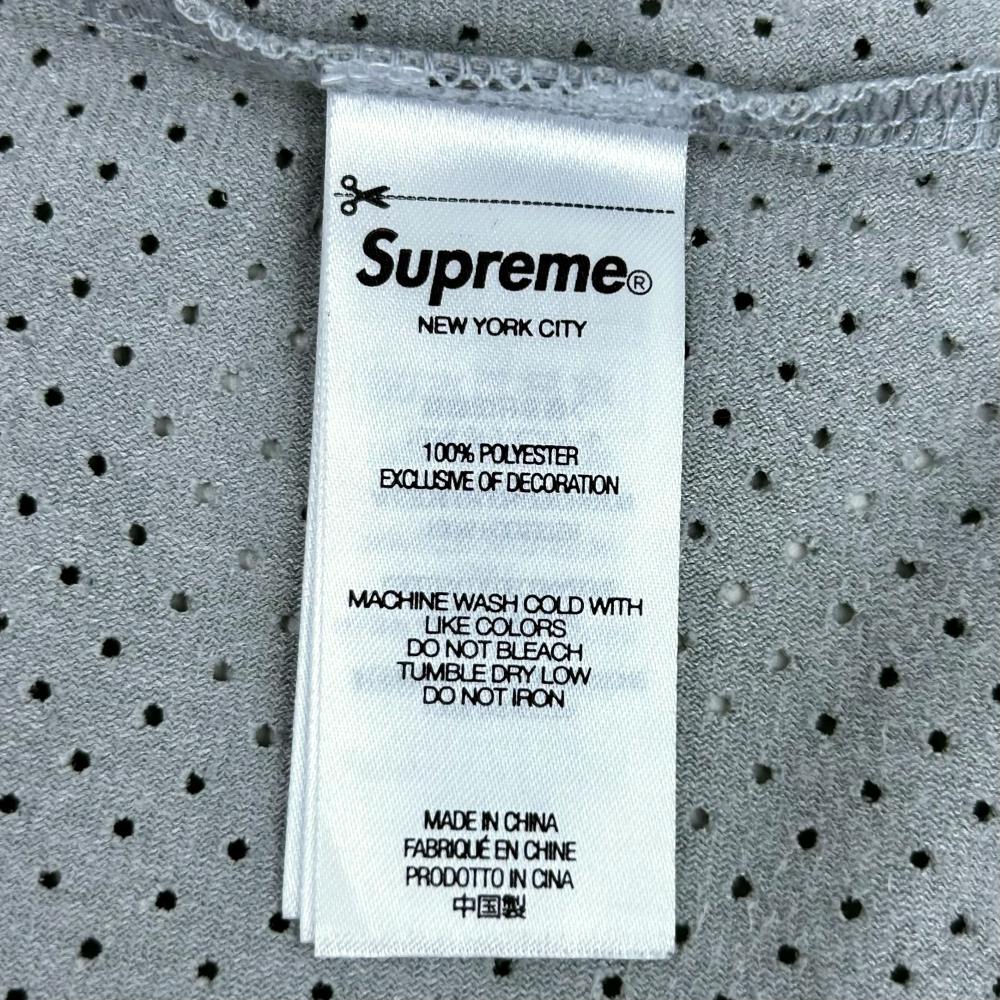 Supreme®
NEW YORK CITY
100% POLYESTER
EXCLUSIVE OF DECORATION
MACHINE WASH COLD WITH
LIKE COLORS
DO NOT BLEACH
TUMBLE DRY LOW
DO NOT IRON
MADE IN CHINA
FABRIQUÉ EN CHINE
PRODOTTO IN CINA
中国製